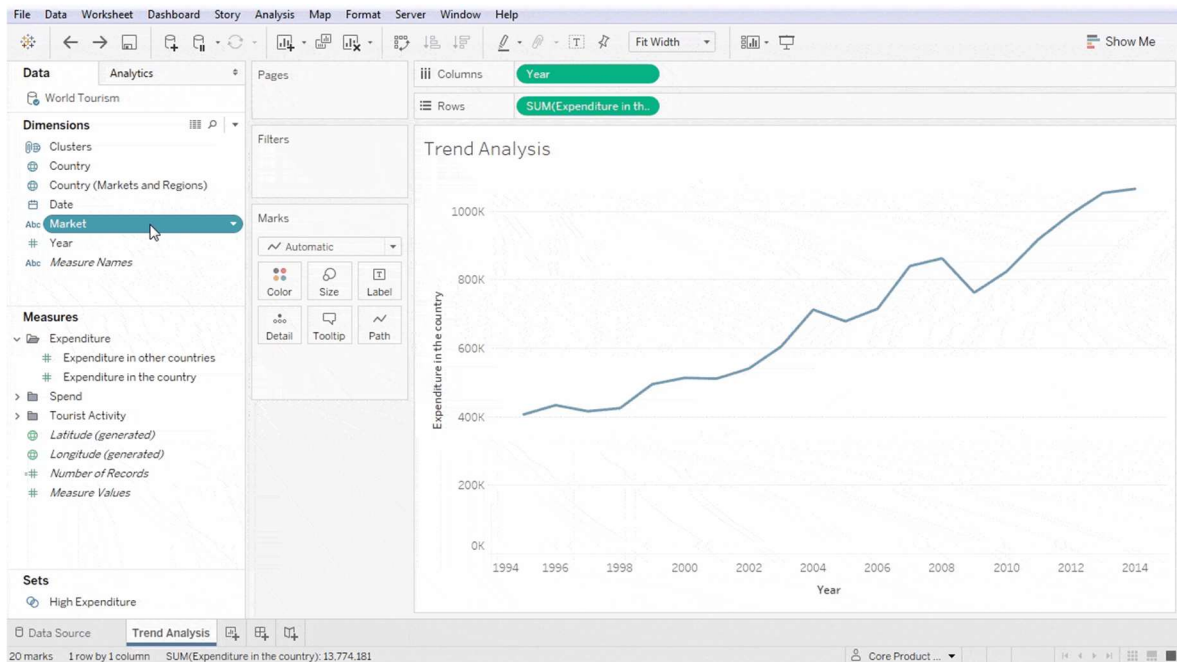 File Data Worksheet Dashboard Story Analysis Map Format Server Window Help
Fit Width
Show Me
Data Analytics
World Tourism
Dimensions
Clusters
Country
Country (Markets and Regions)
Date
Abc Market
Year
Abc Measure Names
Measures
Expenditure
Expenditure in other countries
Expenditure in the country
Spend
Tourist Activity
Latitude (generated)
Longitude (generated)
Number of Records
Measure Values
Sets
High Expenditure
Pages
Filters
Marks
Automatic
Color Size Label
Detail Tooltip Path
Columns Year
Rows SUM(Expenditure in th..
Trend Analysis
Expenditure in the country
1000K
800K
600K
400K
200K
0K
1994 1996 1998 2000 2002 2004 2006 2008 2010 2012 2014
Year
Data Source Trend Analysis
20 marks 1 row by 1 column SUM(Expenditure in the country): 13,774,181
Core Product ...